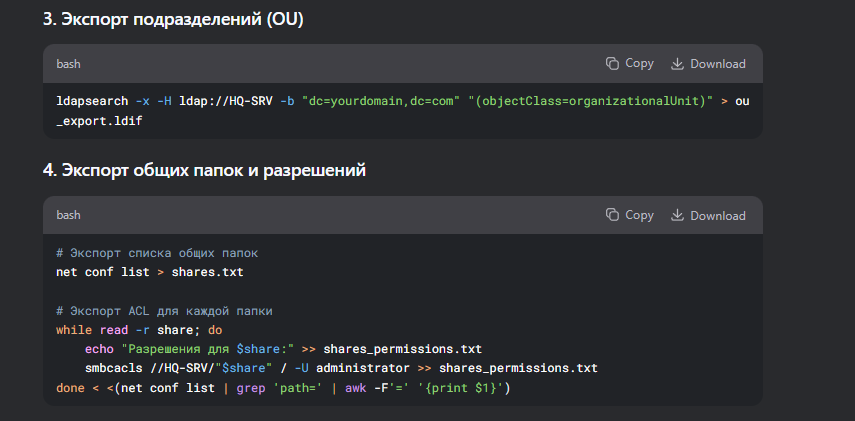 3. Экспорт подразделений (OU)
bash
Copy
Download
ldapsearch -x -H ldap://HQ-SRV -b "dc=yourdomain,dc=com" "(objectClass=organizationalUnit)" > ou
_export.ldif
4. Экспорт общих папок и разрешений
bash
Copy
Download
# Экспорт списка общих папок
net conf list > shares.txt
# Экспорт ACL для каждой папки
while read -r share; do
    echo "Разрешения для $share:" >> shares_permissions.txt
    smbcacls //HQ-SRV/"$share" / -U administrator >> shares_permissions.txt
done < <(net conf list | grep 'path=' | awk -F'=' '{print $1}')